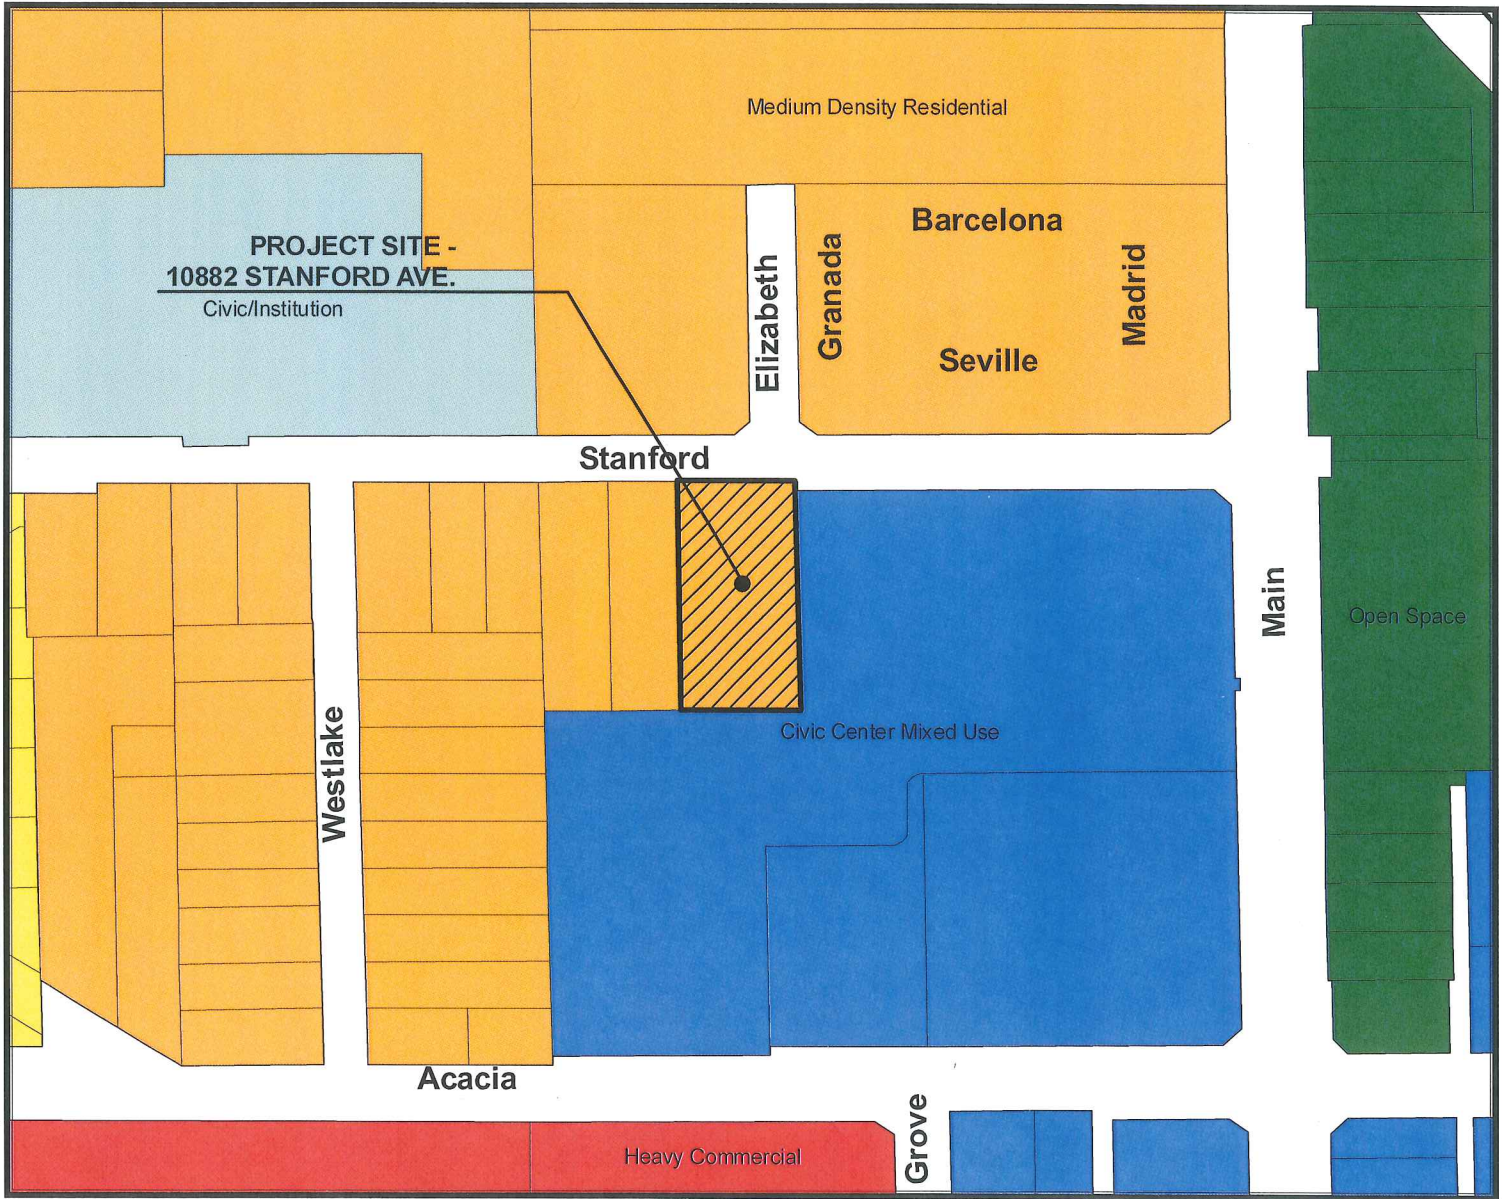 Medium Density Residential
Barcelona
PROJECT SITE -
10882 STANFORD AVE.
Civic/Institution
Elizabeth
Granada
Madrid
Seville
Stanford
Main
Open Space
Westlake
Civic Center Mixed Use
Acacia
Grove
Heavy Commercial